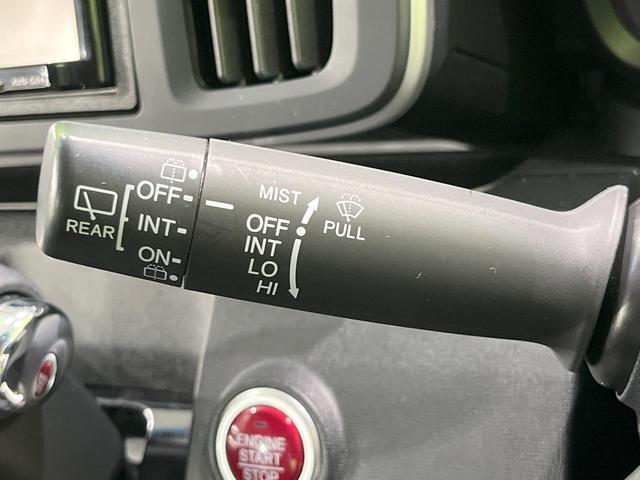 REAR
OFF
INT
ON
MIST
OFF
INT
LO
HI
PULL
ENGINE
START
STOP